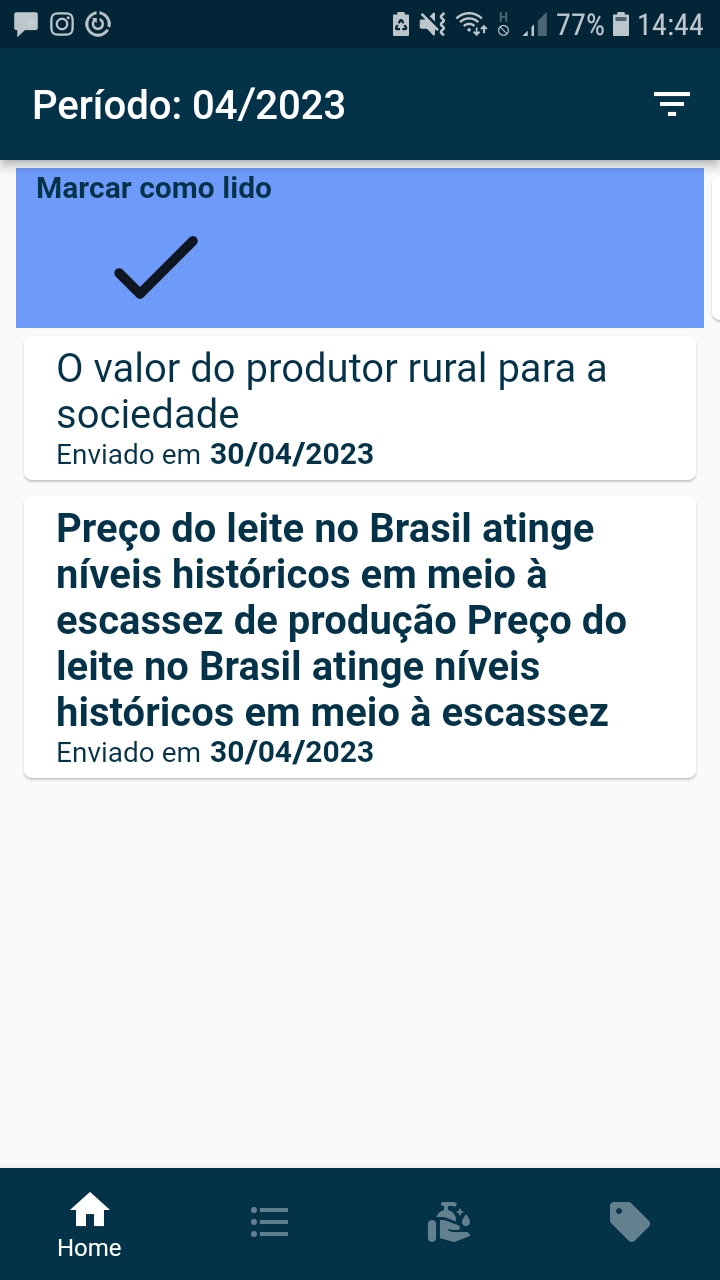 77% 14:44
Período: 04/2023
Marcar como lido
O valor do produtor rural para a
sociedade
Enviado em 30/04/2023
Preço do leite no Brasil atinge
níveis históricos em meio à
escassez de produção Preço do
leite no Brasil atinge níveis
históricos em meio à escassez
Enviado em 30/04/2023
Home